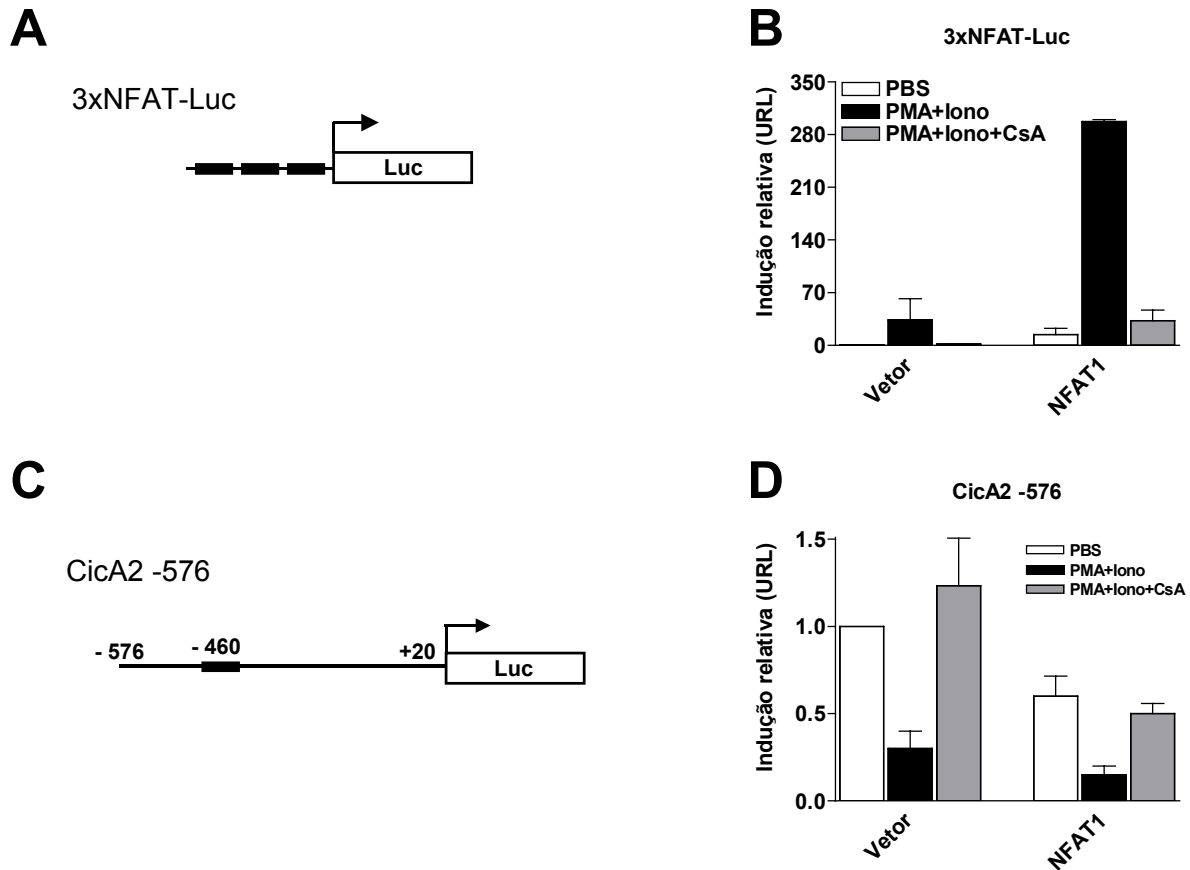 A
3xNFAT-Luc
Luc
B
3xNFAT-Luc
Indução relativa (URL)
350
280
210
140
70
0
PBS
PMA+Iono
PMA+Iono+CsA
Vetor
NFAT1
C
CicA2 -576
- 576
- 460
+20
Luc
D
CicA2 -576
Indução relativa (URL)
1.5
1.0
0.5
0.0
PBS
PMA+Iono
PMA+Iono+CsA
Vetor
NFAT1